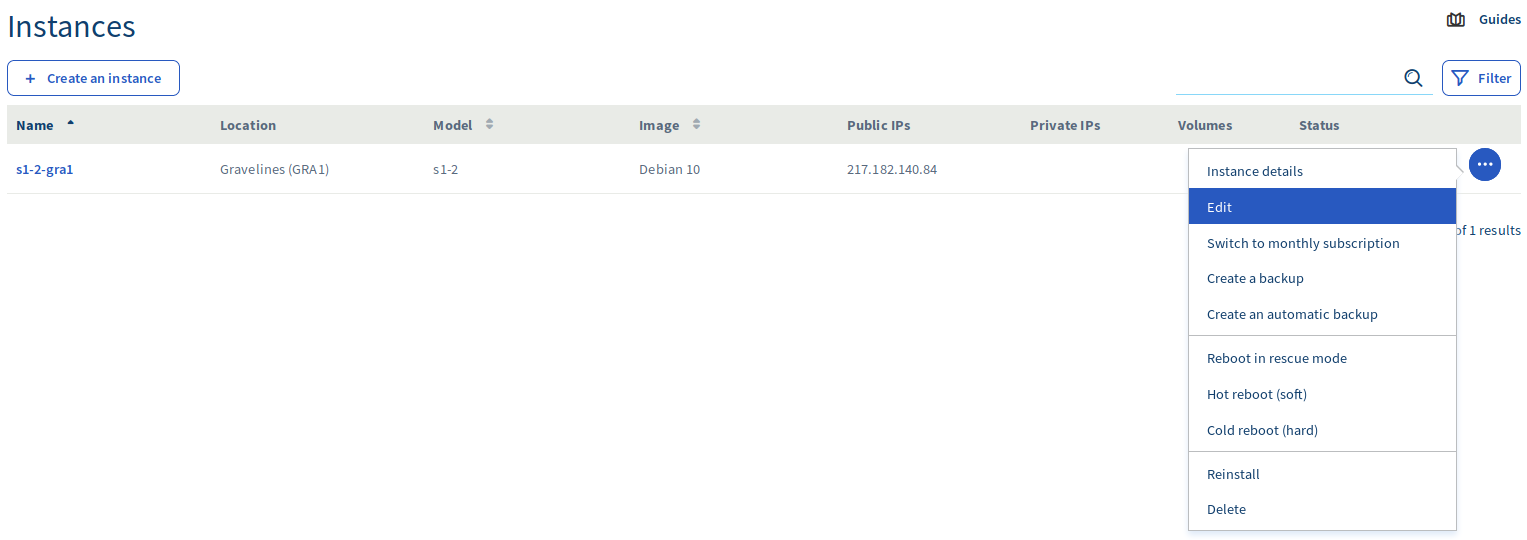 Instances
Guides
+ Create an instance
Filter
Name Location Model Image Public IPs Private IPs Volumes Status
s1-2-gra1 Gravelines (GRA1) s1-2 Debian 10 217.182.140.84
Instance details
Edit
of 1 results
Switch to monthly subscription
Create a backup
Create an automatic backup
Reboot in rescue mode
Hot reboot (soft)
Cold reboot (hard)
Reinstall
Delete